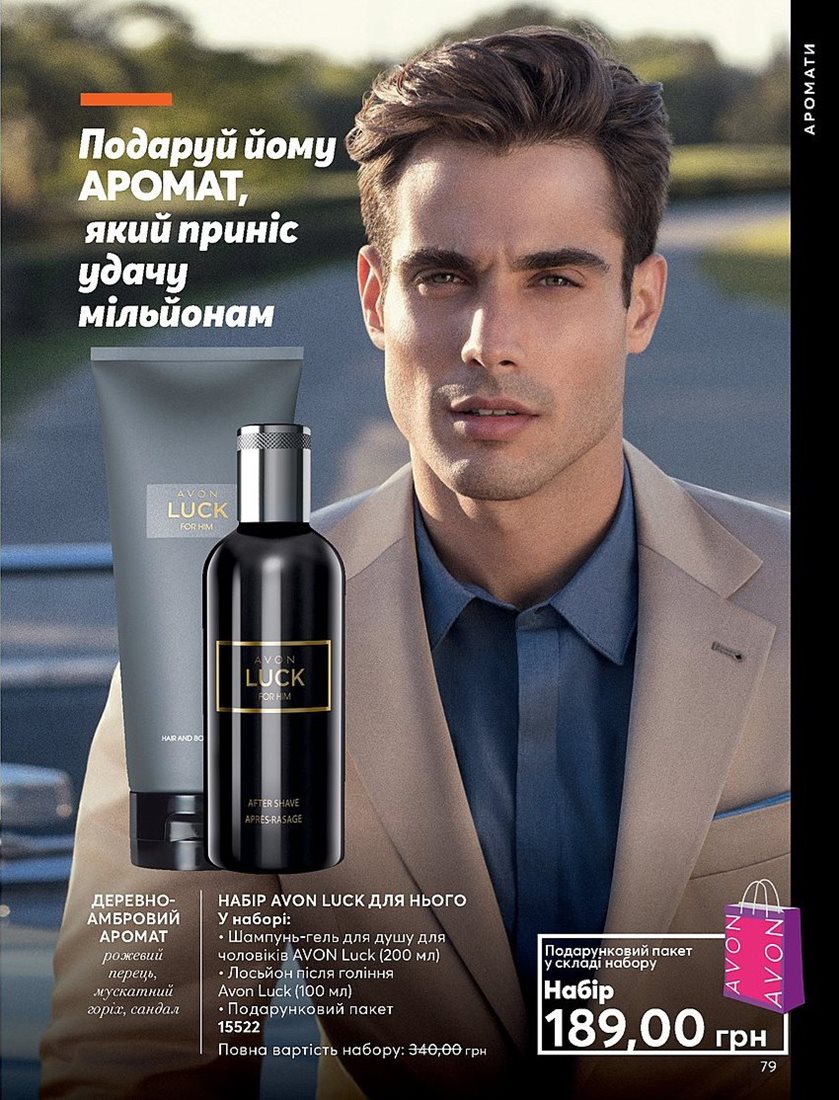 АРОМАТИ
Подаруй йому
АРОМАТ,
який приніс
удачу
мільйонам
AVON
LUCK
FOR HIM
HAIR AND BO
AVON
LUCK
FOR HIM
AFTER SHAVE
APRÈS-RASAGE
ДЕРЕВНО-
АМБРОВИЙ
АРОМАТ
рожевий
перець,
мускатний
горіх, сандал
НАБІР AVON LUCK ДЛЯ НЬОГО
У наборі:
• Шампунь-гель для душу для
чоловіків AVON Luck (200 мл)
• Лосьйон після гоління
Avon Luck (100 мл)
• Подарунковий пакет
15522
Повна вартість набору: 340,00 грн
Подарунковий пакет
у складі набору
Набір
189,00 грн
AVON
AVON
79